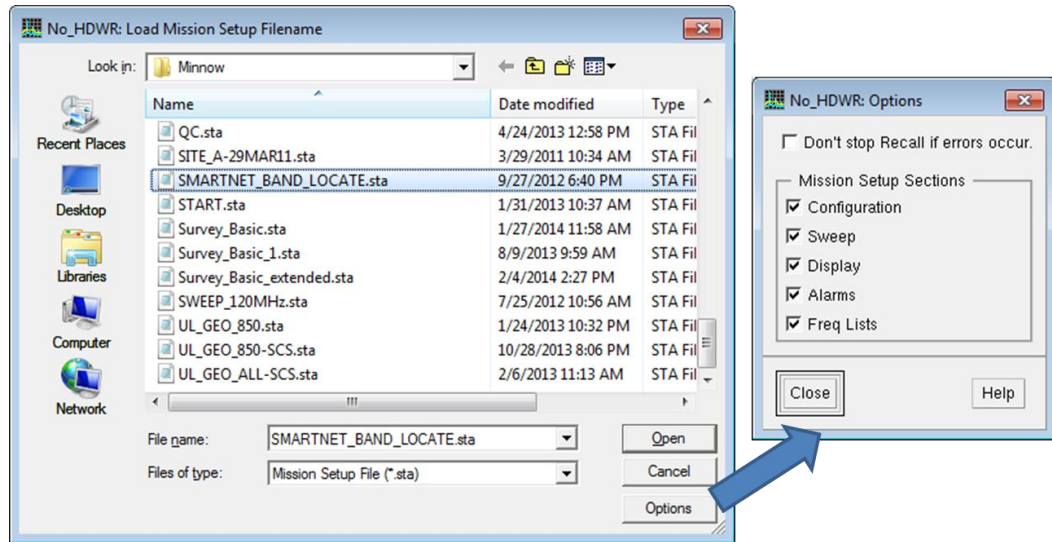 No_HDWR: Load Mission Setup Filename
Look in: Minnow
Recent Places
Desktop
Libraries
Computer
Network
Name Date modified Type
QC.sta 4/24/2013 12:58 PM STA Fil
SITE_A-29MAR11.sta 3/29/2011 10:34 AM STA Fil
SMARTNET_BAND_LOCATE.sta 9/27/2012 6:40 PM STA Fil
START.sta 1/31/2013 10:37 AM STA Fil
Survey_Basic.sta 1/27/2014 11:58 AM STA Fil
Survey_Basic_1.sta 8/9/2013 9:59 AM STA Fil
Survey_Basic_extended.sta 2/4/2014 2:27 PM STA Fil
SWEEP_120MHz.sta 7/25/2012 10:56 AM STA Fil
UL_GEO_850.sta 1/24/2013 10:32 PM STA Fil
UL_GEO_850-SCS.sta 10/28/2013 8:06 PM STA Fil
UL_GEO_ALL-SCS.sta 2/6/2013 11:13 AM STA Fil
File name: SMARTNET_BAND_LOCATE.sta Open
Files of type: Mission Setup File (*.sta) Cancel
Options
No_HDWR: Options
Don't stop Recall if errors occur.
Mission Setup Sections
Configuration
Sweep
Display
Alarms
Freq Lists
Close Help